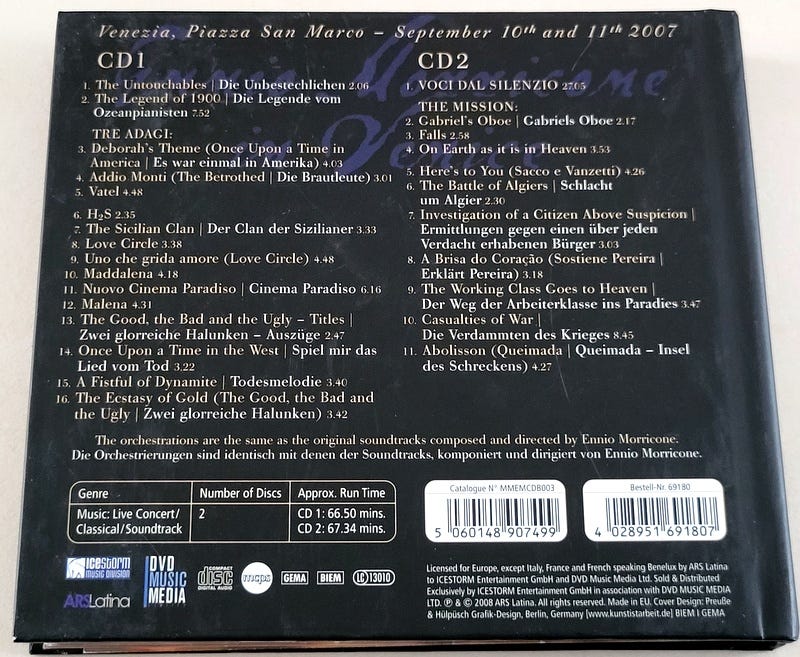 Venezia, Piazza San Marco – September 10th and 11th 2007
Ennio Morricone
in Venice
CD1
1. The Untouchables | Die Unbestechlichen 2.06
2. The Legend of 1900 | Die Legende vom
Ozeanpianisten 7.52
TRE ADAGI:
3. Deborah's Theme (Once Upon a Time in
America | Es war einmal in Amerika) 4.03
4. Addio Monti (The Betrothed | Die Brautleute) 3.01
5. Vatel 4.48
6. H₂S 2.35
7. The Sicilian Clan | Der Clan der Sizilianer 3.33
8. Love Circle 3.38
9. Uno che grida amore (Love Circle) 4.48
10. Maddalena 4.18
11. Nuovo Cinema Paradiso | Cinema Paradiso 6.16
12. Malena 4.31
13. The Good, the Bad and the Ugly – Titles |
Zwei glorreiche Halunken – Auszüge 2.47
14. Once Upon a Time in the West | Spiel mir das
Lied vom Tod 3.22
15. A Fistful of Dynamite | Todesmelodie 3.40
16. The Ecstasy of Gold (The Good, the Bad and
the Ugly | Zwei glorreiche Halunken) 3.42
CD2
1. VOCI DAL SILENZIO 27.05
THE MISSION:
2. Gabriel's Oboe | Gabriels Oboe 2.17
3. Falls 2.58
4. On Earth as it is in Heaven 3.53
5. Here's to You (Sacco e Vanzetti) 4.26
6. The Battle of Algiers | Schlacht
um Algier 2.30
7. Investigation of a Citizen Above Suspicion |
Ermittlungen gegen einen über jeden
Verdacht erhabenen Bürger 3.03
8. A Brisa do Coração (Sostiene Pereira |
Erklärt Pereira) 3.18
9. The Working Class Goes to Heaven |
Der Weg der Arbeiterklasse ins Paradies 3.47
10. Casualties of War |
Die Verdammten des Krieges 8.45
11. Abolisson (Queimada | Queimada – Insel
des Schreckens) 4.27
The orchestrations are the same as the original soundtracks composed and directed by Ennio Morricone.
Die Orchestrierungen sind identisch mit denen der Soundtracks, komponiert und dirigiert von Ennio Morricone.
Genre
Music: Live Concert/
Classical/Soundtrack
Number of Discs
2
Approx. Run Time
CD 1: 66.50 mins.
CD 2: 67.34 mins.
Catalogue N° MMEMCDB003
5 060148 907499
Bestell-Nr. 69180
4 028951 691807
ICESTORM
MUSIC DIVISION
ARSLatina
DVD
MUSIC
MEDIA
COMPACT
disc
DIGITAL AUDIO
mcps
GEMA
BIEM
LC 13010
Licensed for Europe, except Italy, France and French speaking Benelux by ARS Latina
to ICESTORM Entertainment GmbH and DVD Music Media Ltd. Sold & Distributed
Exclusively by ICESTORM Entertainment GmbH in association with DVD MUSIC MEDIA
LTD. ℗ & © 2008 ARS Latina. All rights reserved. Made in EU. Cover Design: Preuße
& Hülpüsch Grafik-Design, Berlin, Germany [www.kunstistarbeit.de] BIEM I GEMA